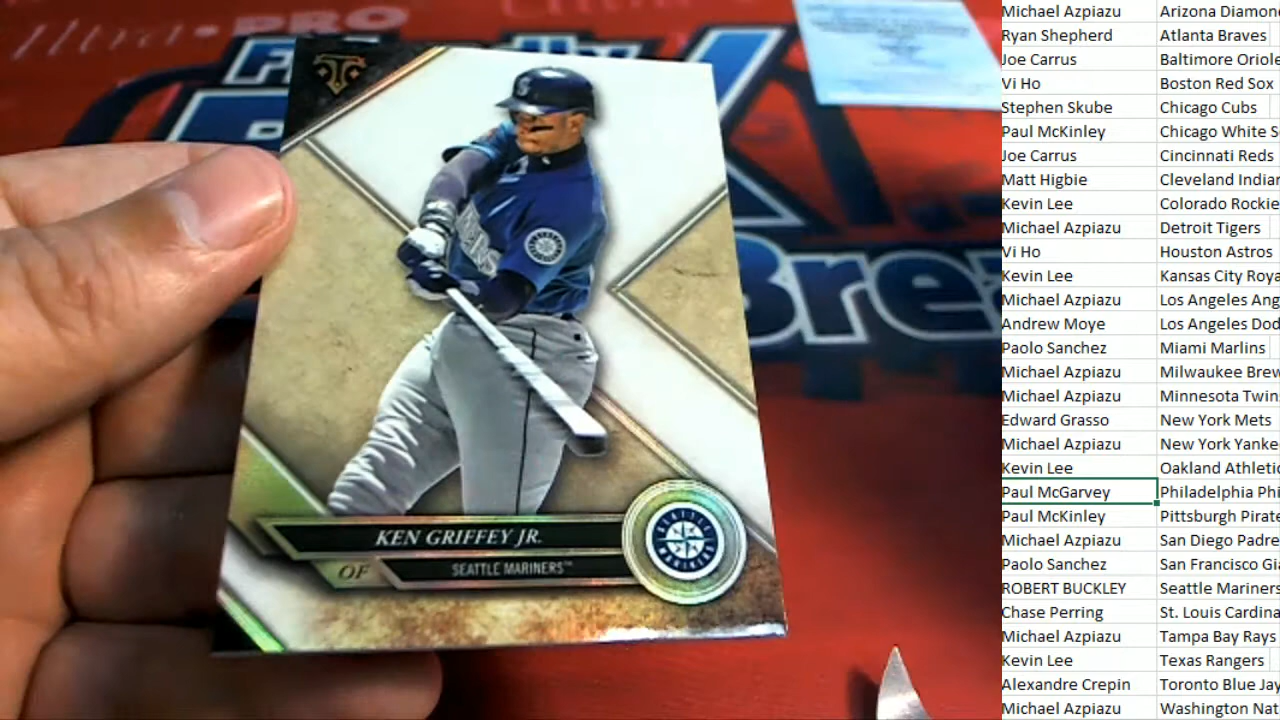 Ultra PRO
Bre
KEN GRIFFEY JR.
OF SEATTLE MARINERS™
SEATTLE
MARINERS
Michael Azpiazu Arizona Diamon
Ryan Shepherd Atlanta Braves
Joe Carrus Baltimore Oriole
Vi Ho Boston Red Sox
Stephen Skube Chicago Cubs
Paul McKinley Chicago White S
Joe Carrus Cincinnati Reds
Matt Higbie Cleveland Indian
Kevin Lee Colorado Rockie
Michael Azpiazu Detroit Tigers
Vi Ho Houston Astros
Kevin Lee Kansas City Roya
Michael Azpiazu Los Angeles Ang
Andrew Moye Los Angeles Dod
Paolo Sanchez Miami Marlins
Michael Azpiazu Milwaukee Brew
Michael Azpiazu Minnesota Twin
Edward Grasso New York Mets
Michael Azpiazu New York Yanke
Kevin Lee Oakland Athletic
Paul McGarvey Philadelphia Phi
Paul McKinley Pittsburgh Pirate
Michael Azpiazu San Diego Padre
Paolo Sanchez San Francisco Gia
ROBERT BUCKLEY Seattle Mariners
Chase Perring St. Louis Cardina
Michael Azpiazu Tampa Bay Rays
Kevin Lee Texas Rangers
Alexandre Crepin Toronto Blue Jay
Michael Azpiazu Washington Nat